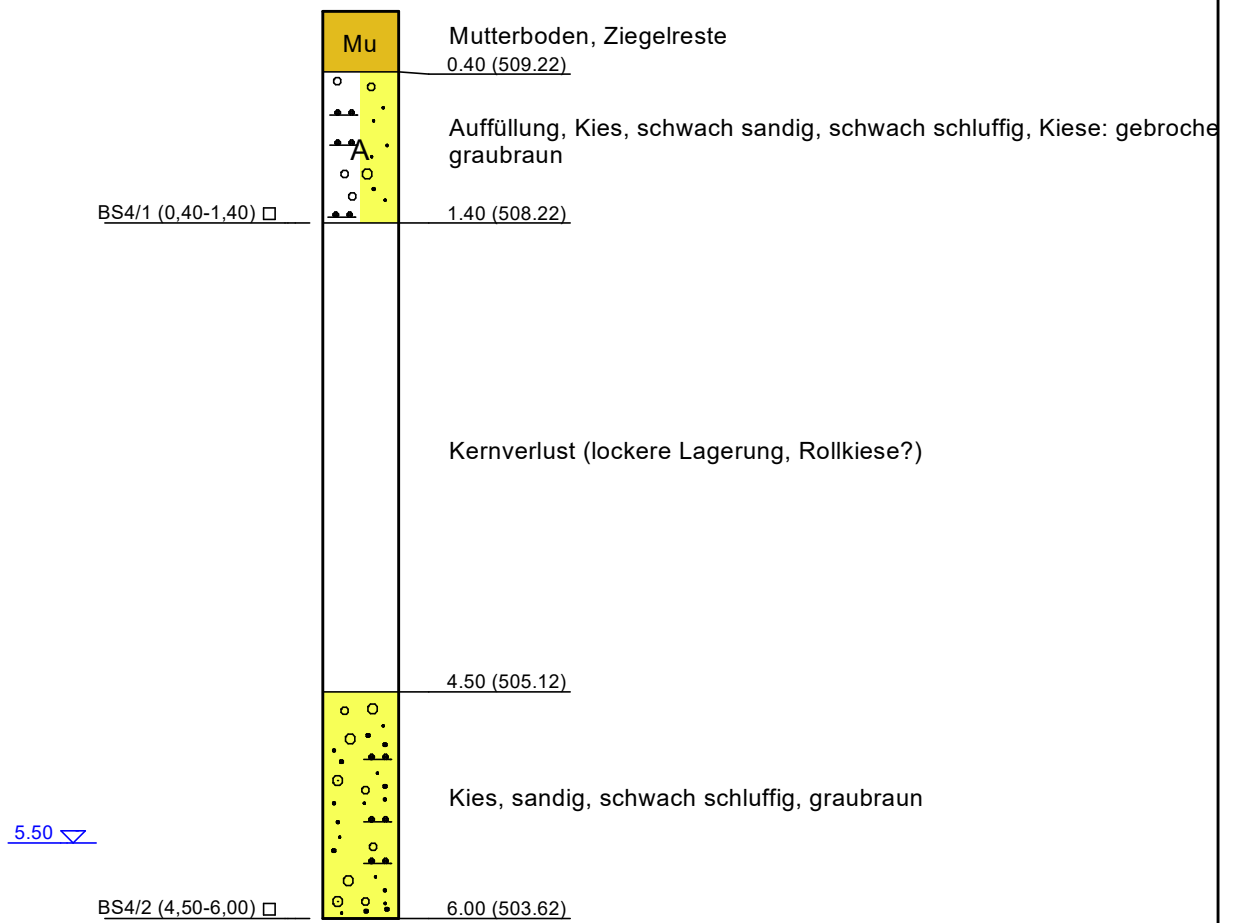 Mu
Mutterboden, Ziegelreste
0.40 (509.22)
Auffüllung, Kies, schwach sandig, schwach schluffig, Kiese: gebroche
graubraun
A
BS4/1 (0,40-1,40)
1.40 (508.22)
Kernverlust (lockere Lagerung, Rollkiese?)
4.50 (505.12)
Kies, sandig, schwach schluffig, graubraun
5.50
BS4/2 (4,50-6,00)
6.00 (503.62)